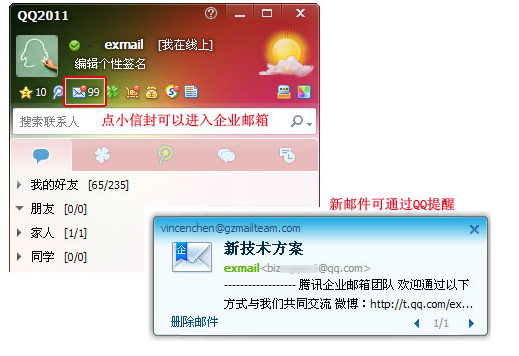 QQ2011
exmail [我在线上]
编辑个性签名
10
99
点小信封可以进入企业邮箱
搜索联系人
我的好友 [65/235]
朋友 [0/0]
家人 [1/1]
同学 [0/0]
新邮件可通过QQ提醒
vincenchen@gzmailteam.com
企
新技术方案
exmail<biz @qq.com>
------------------ 腾讯企业邮箱团队 欢迎通过以下
方式与我们共同交流 微博：http://t.qq.com/ex...
删除邮件
1/1